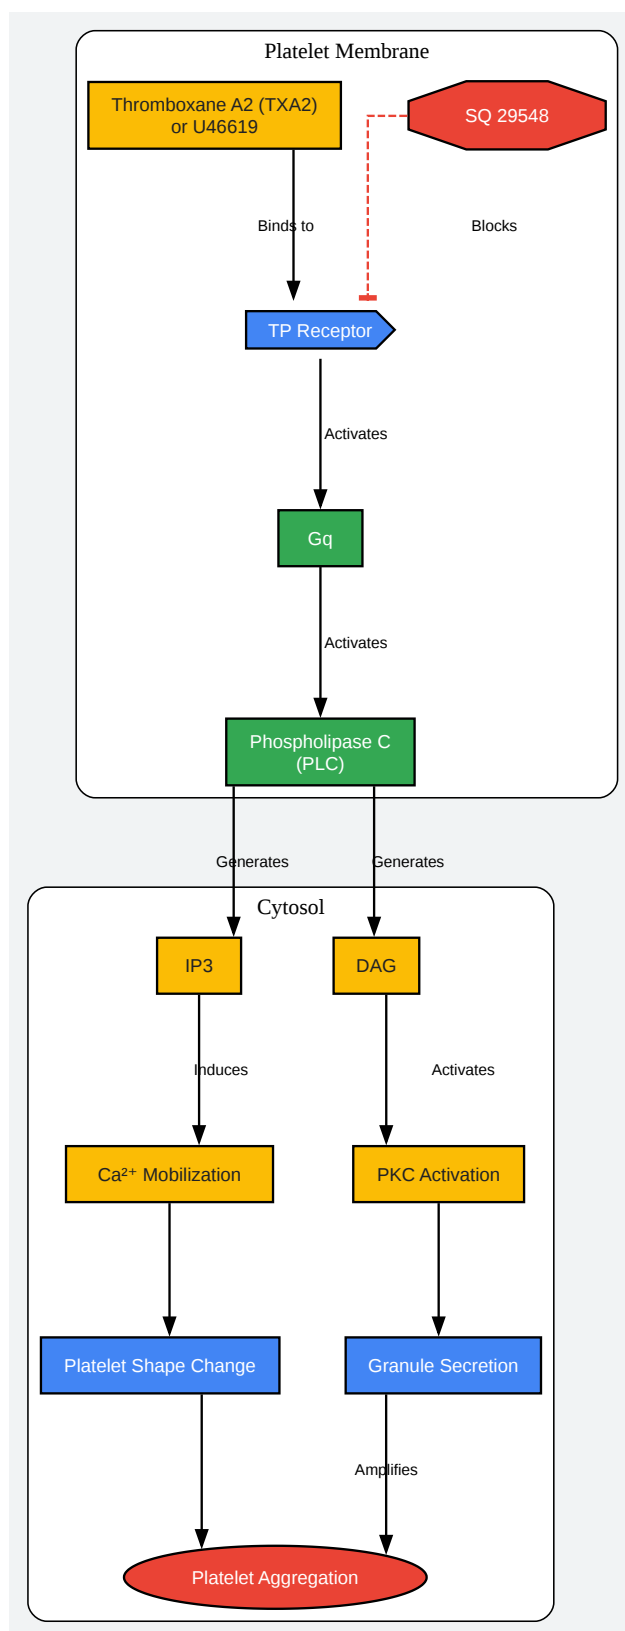 Platelet Membrane
Thromboxane A2 (TXA2)
or U46619
SQ 29548
Binds to
Blocks
TP Receptor
Activates
Gq
Activates
Phospholipase C
(PLC)
Generates
Generates
Cytosol
IP3
DAG
Induces
Activates
Ca²⁺ Mobilization
PKC Activation
Platelet Shape Change
Granule Secretion
Amplifies
Platelet Aggregation